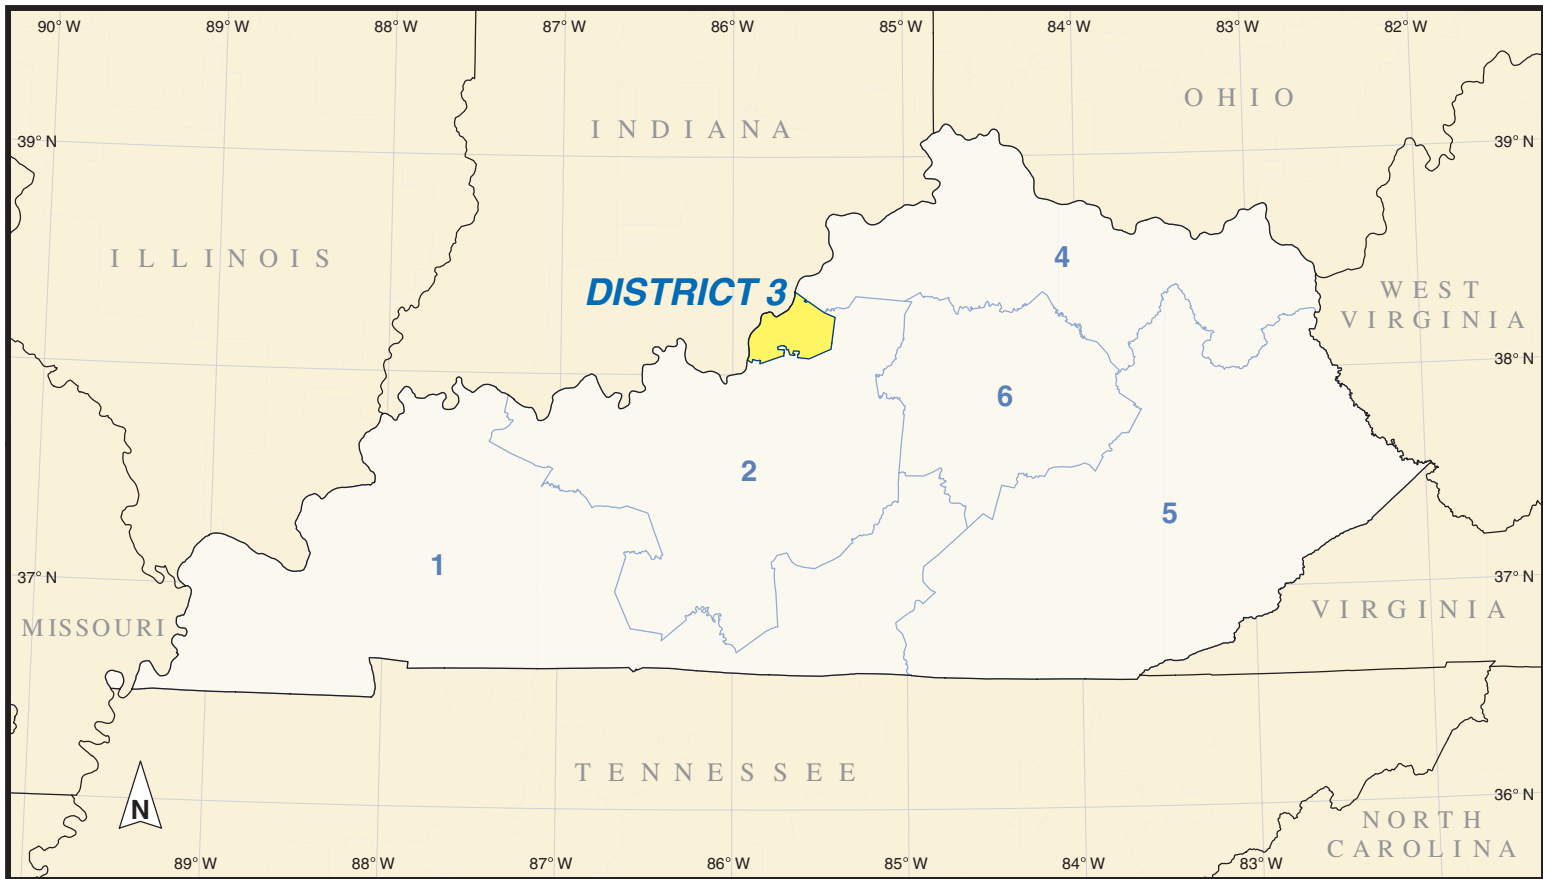 90° W 89° W 88° W 87° W 86° W 85° W 84° W 83° W 82° W
OHIO
INDIANA
39° N 39° N
ILLINOIS
4
DISTRICT 3
WEST
VIRGINIA
38° N
6
2
5
1
37° N 37° N
MISSOURI
VIRGINIA
TENNESSEE
36° N
N
NORTH
CAROLINA
89° W 88° W 87° W 86° W 85° W 84° W 83° W